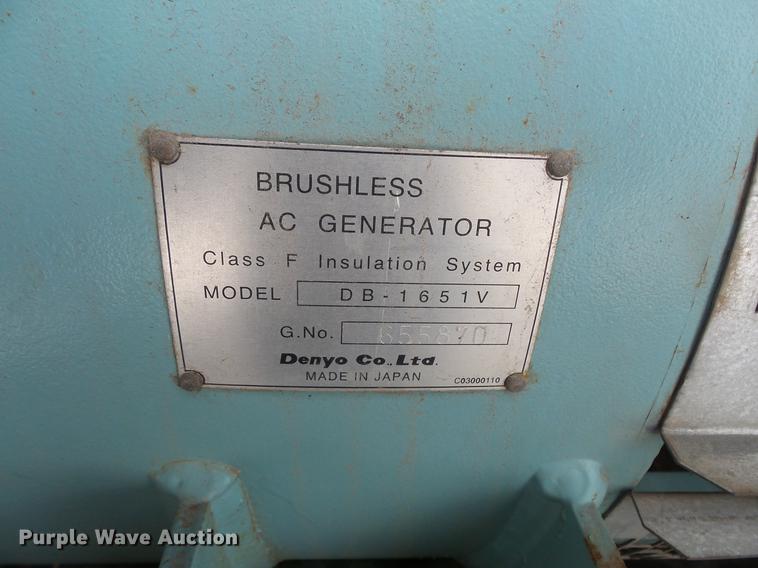 BRUSHLESS
AC GENERATOR
Class F Insulation System
MODEL DB-1651V
G.No. 655870
Denyo Co., Ltd.
MADE IN JAPAN C03000110
Purple Wave Auction